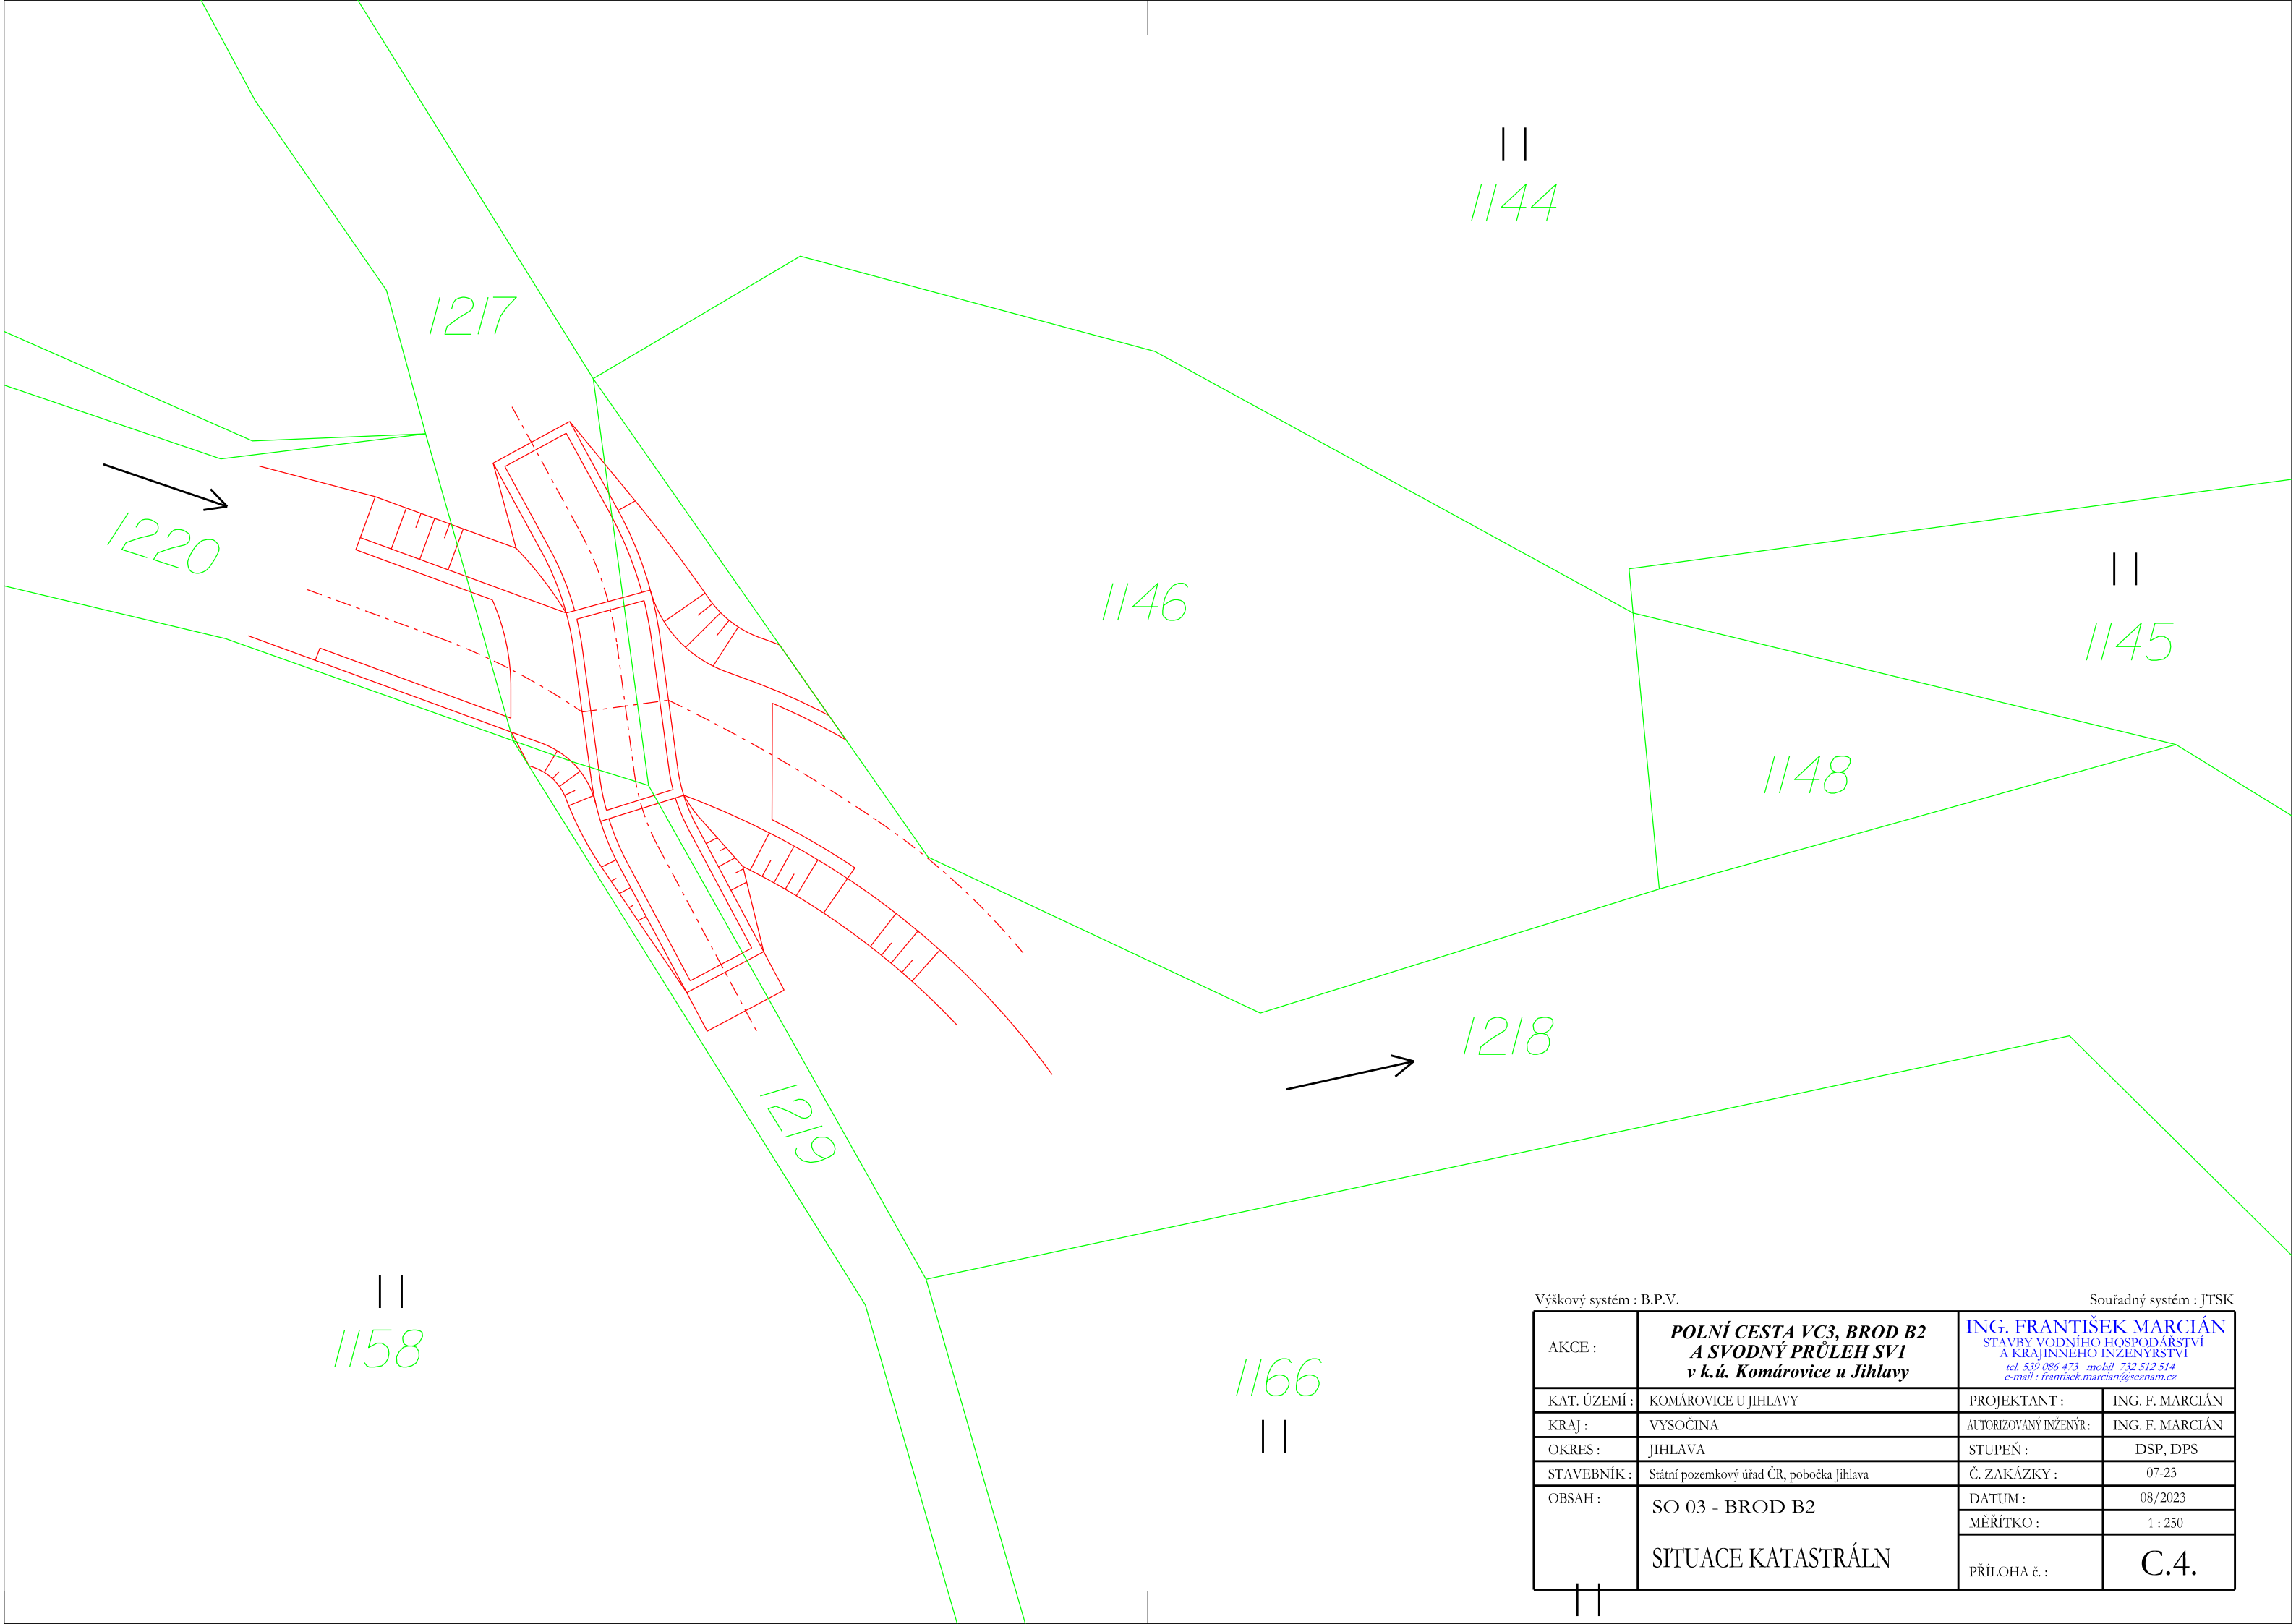 1144
1217
1220
1146
1145
1148
1218
1219
1158
1166
Výškový systém : B.P.V.
Souřadný systém : JTSK
AKCE :
POLNÍ CESTA VC3, BROD B2
A SVODNÝ PRŮLEH SV1
v k.ú. Komárovice u Jihlavy
ING. FRANTIŠEK MARCIÁN
STAVBY VODNÍHO HOSPODÁŘSTVÍ
A KRAJINNÉHO INŽENÝRSTVÍ
tel. 539 086 473 mobil 732 512 514
e-mail : frantisek.marcian@seznam.cz
KAT. ÚZEMÍ : KOMÁROVICE U JIHLAVY
PROJEKTANT : ING. F. MARCIÁN
KRAJ : VYSOČINA
AUTORIZOVANÝ INŽENÝR : ING. F. MARCIÁN
OKRES : JIHLAVA
STUPEŇ : DSP, DPS
STAVEBNÍK : Státní pozemkový úřad ČR, pobočka Jihlava
Č. ZAKÁZKY : 07-23
OBSAH :
SO 03 - BROD B2
DATUM : 08/2023
MĚŘÍTKO : 1 : 250
SITUACE KATASTRÁLN
PŘÍLOHA č. : C.4.